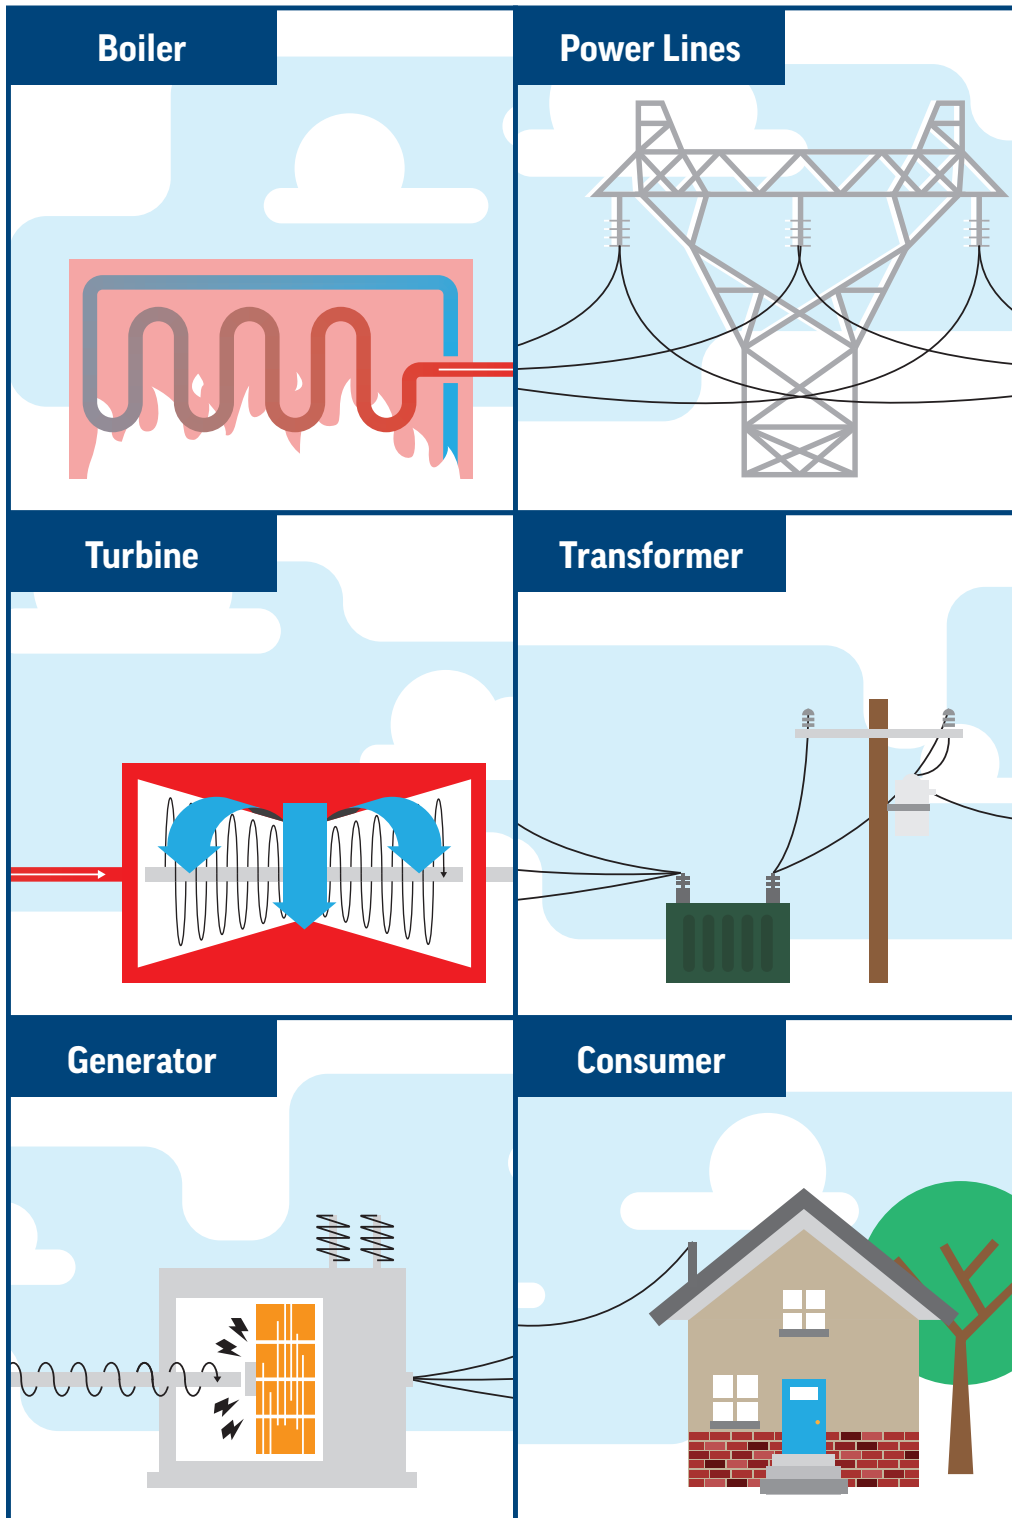 Boiler
Power Lines
Turbine
Transformer
Generator
Consumer